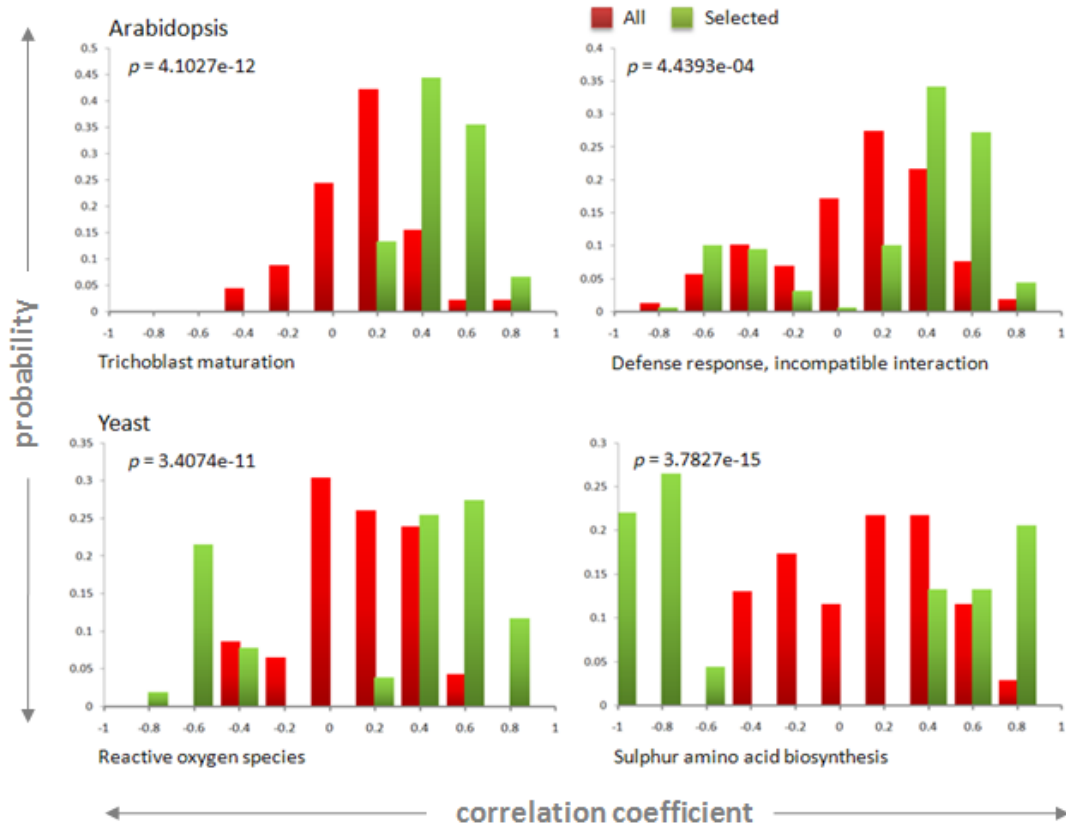 All Selected
Arabidopsis
0.5
0.45
0.4
0.35
0.3
0.25
0.2
0.15
0.1
0.05
0
p = 4.1027e-12
-1 -0.8 -0.6 -0.4 -0.2 0 0.2 0.4 0.6 0.8 1
Trichoblast maturation
0.4
0.35
0.3
0.25
0.2
0.15
0.1
0.05
0
p = 4.4393e-04
-1 -0.8 -0.6 -0.4 -0.2 0 0.2 0.4 0.6 0.8 1
Defense response, incompatible interaction
probability
Yeast
0.35
0.3
0.25
0.2
0.15
0.1
0.05
0
p = 3.4074e-11
-1 -0.8 -0.6 -0.4 -0.2 0 0.2 0.4 0.6 0.8 1
Reactive oxygen species
0.3
0.25
0.2
0.15
0.1
0.05
0
p = 3.7827e-15
-1 -0.8 -0.6 -0.4 -0.2 0 0.2 0.4 0.6 0.8 1
Sulphur amino acid biosynthesis
correlation coefficient